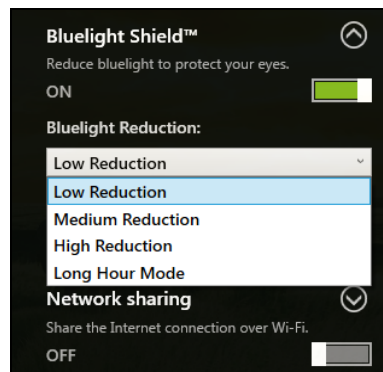 Bluelight Shield™
Reduce bluelight to protect your eyes.
ON
Bluelight Reduction:
Low Reduction
Low Reduction
Medium Reduction
High Reduction
Long Hour Mode
Network sharing
Share the Internet connection over Wi-Fi.
OFF